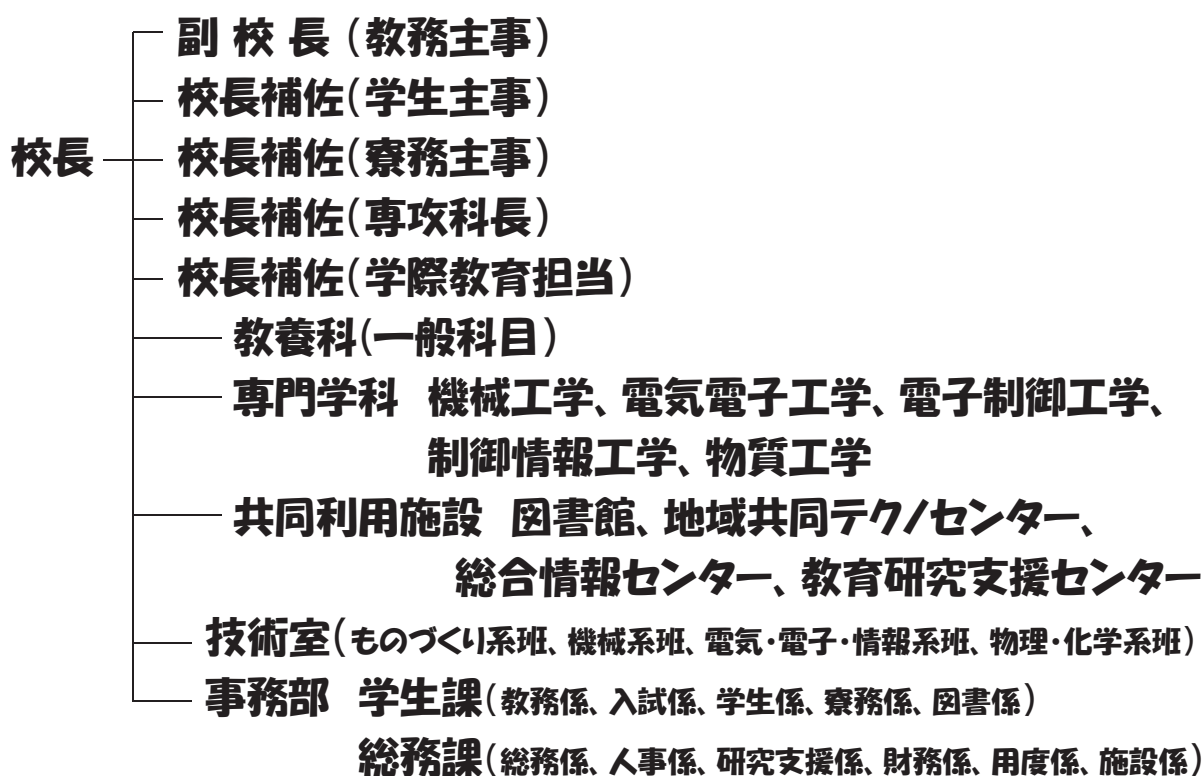 副 校 長 (教務主事)
校長補佐(学生主事)
校長 校長補佐(寮務主事)
校長補佐(専攻科長)
校長補佐(学際教育担当)
教養科(一般科目)
専門学科 機械工学、電気電子工学、電子制御工学、
制御情報工学、物質工学
共同利用施設 図書館、地域共同テクノセンター、
総合情報センター、教育研究支援センター
技術室(ものづくり系班、機械系班、電気・電子・情報系班、物理・化学系班)
事務部 学生課(教務係、入試係、学生係、寮務係、図書係)
総務課(総務係、人事係、研究支援係、財務係、用度係、施設係)